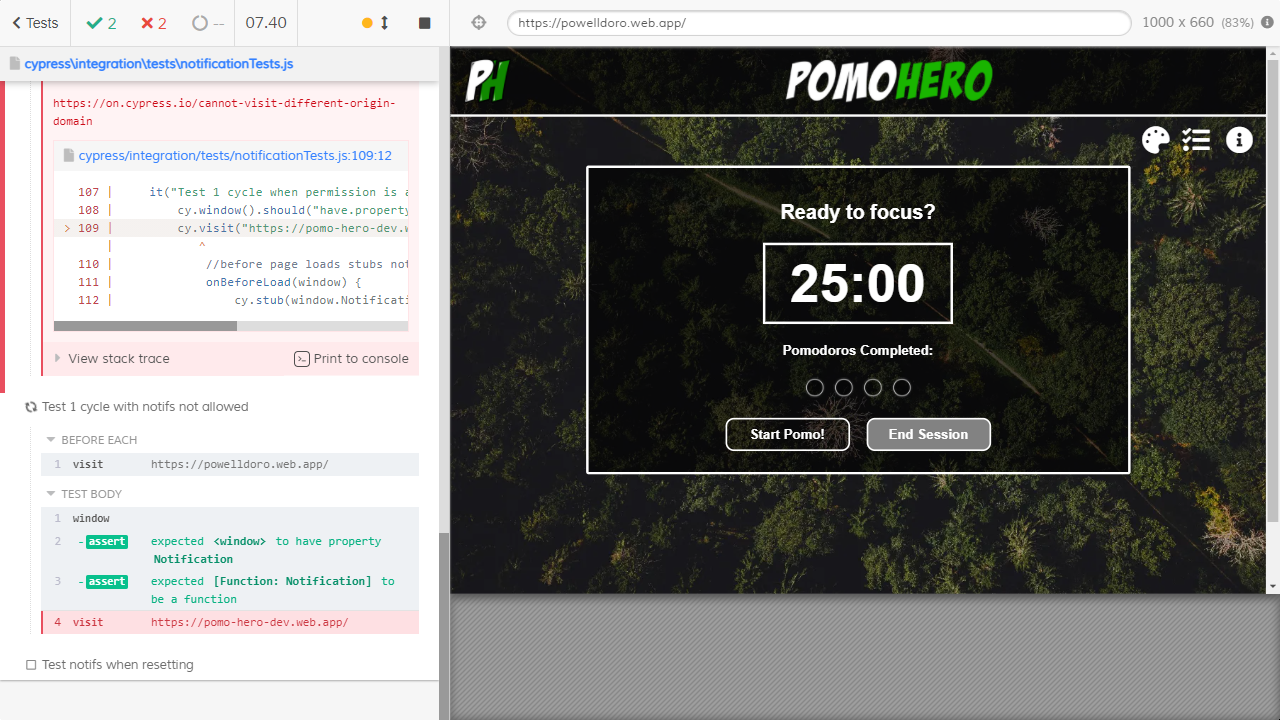 Tests
2
2
--
07.40
https://powelldoro.web.app/
1000 x 660 (83%)
cypress\integration\tests\notificationTests.js
https://on.cypress.io/cannot-visit-different-origin-
domain
cypress/integration/tests/notificationTests.js:109:12
107 | it("Test 1 cycle when permission is a
108 | cy.window().should("have.property
> 109 | cy.visit("https://pomo-hero-dev.w
| ^
110 | //before page loads stubs not
111 | onBeforeLoad(window) {
112 | cy.stub(window.Notificati
View stack trace
Print to console
Test 1 cycle with notifs not allowed
BEFORE EACH
1 visit https://powelldoro.web.app/
TEST BODY
1 window
2 - assert expected <window> to have property
Notification
3 - assert expected [Function: Notification] to
be a function
4 visit https://pomo-hero-dev.web.app/
Test notifs when resetting
PH
POMOHERO
Ready to focus?
25:00
Pomodoros Completed:
Start Pomo!
End Session